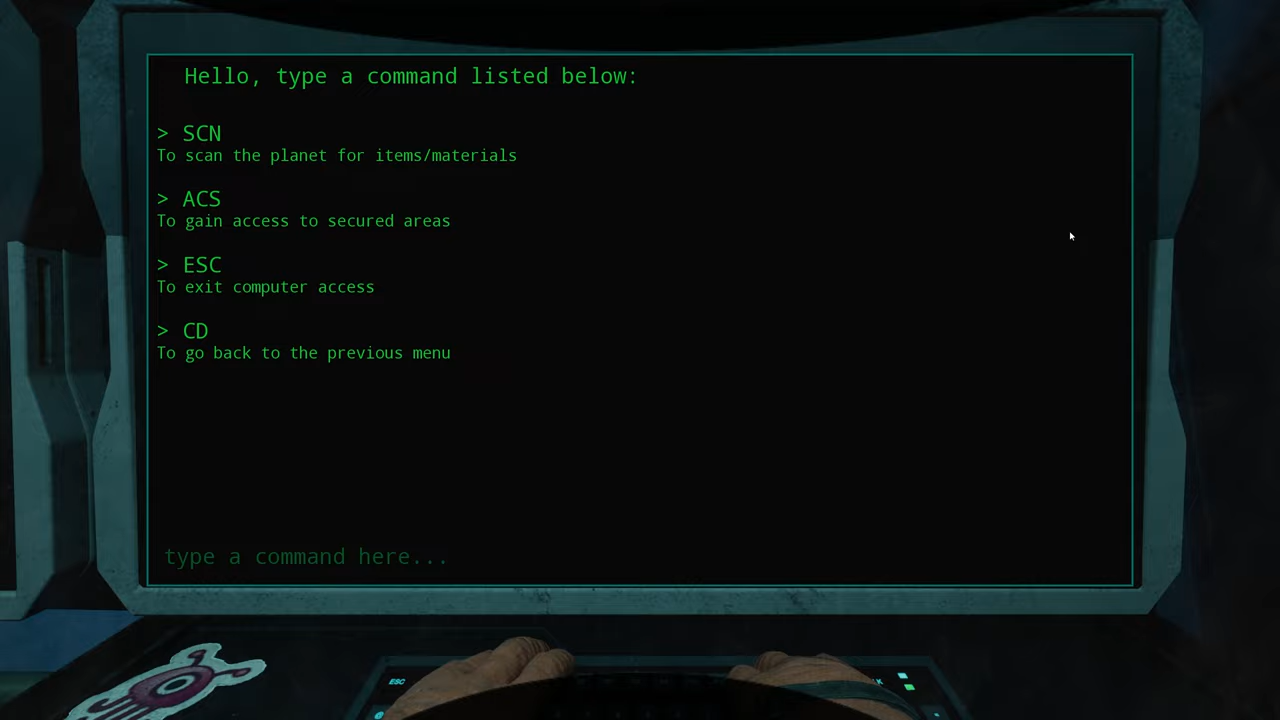 Hello, type a command listed below:
> SCN
To scan the planet for items/materials
> ACS
To gain access to secured areas
> ESC
To exit computer access
> CD
To go back to the previous menu
type a command here...
ESC